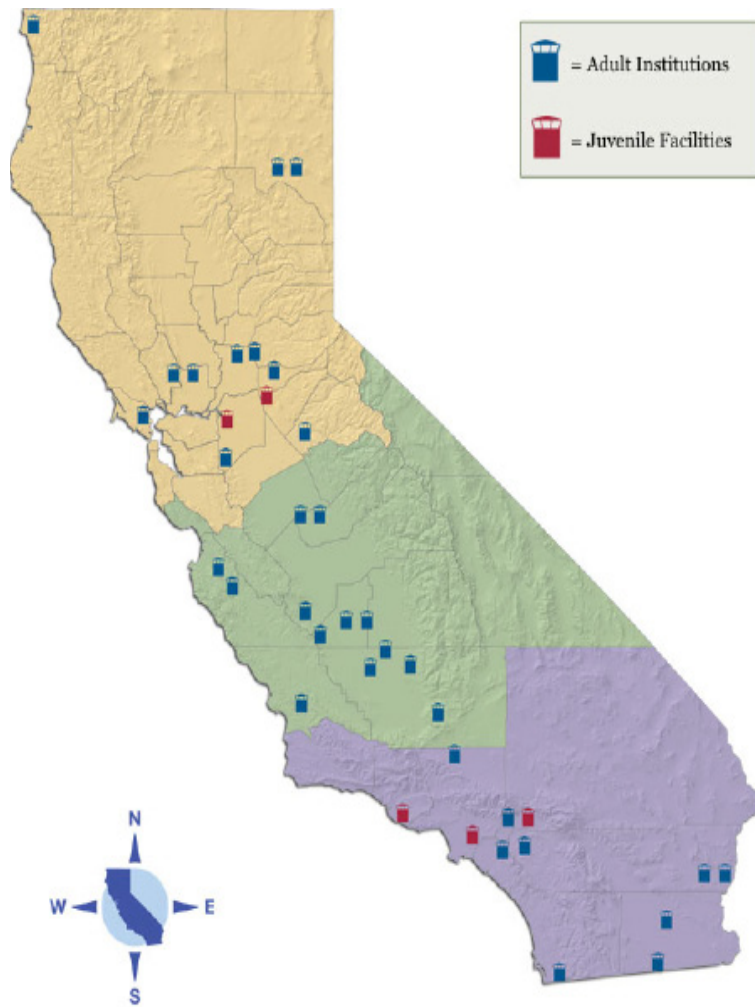 = Adult Institutions
= Juvenile Facilities
N
W
E
S